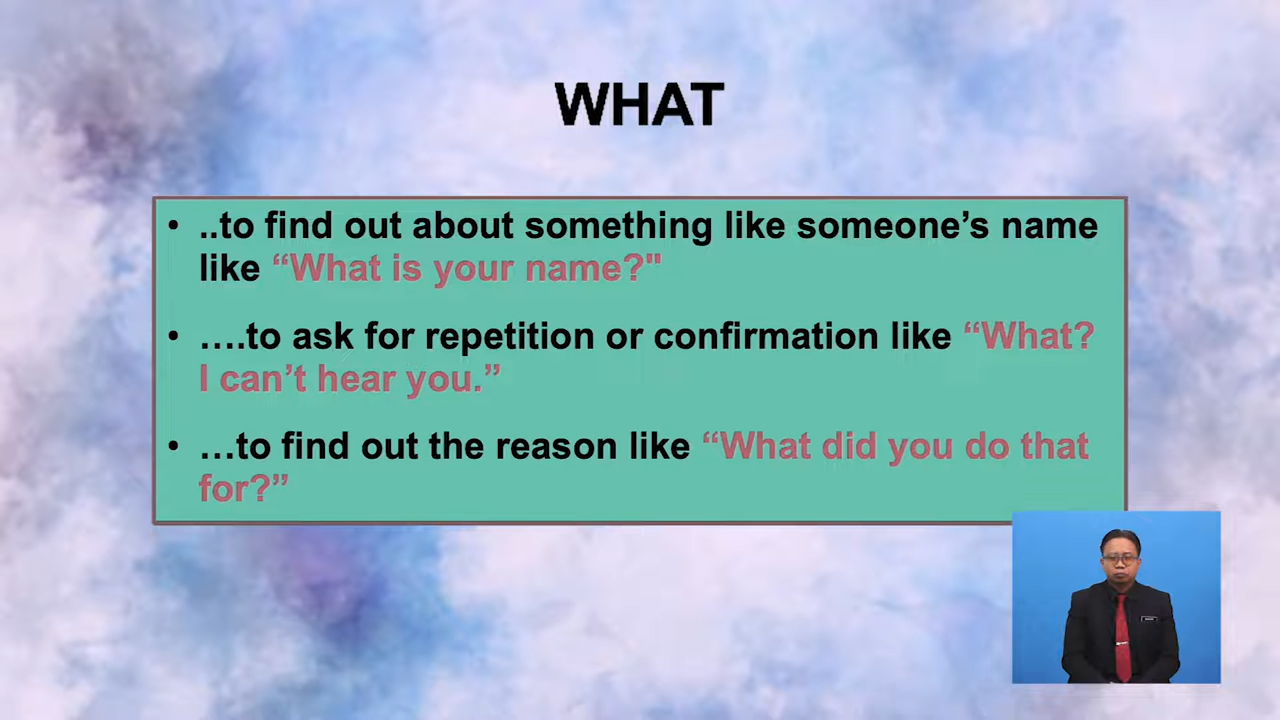 WHAT
• ..to find out about something like someone’s name
like “What is your name?"
• ….to ask for repetition or confirmation like “What?
I can’t hear you.”
• …to find out the reason like “What did you do that
for?”